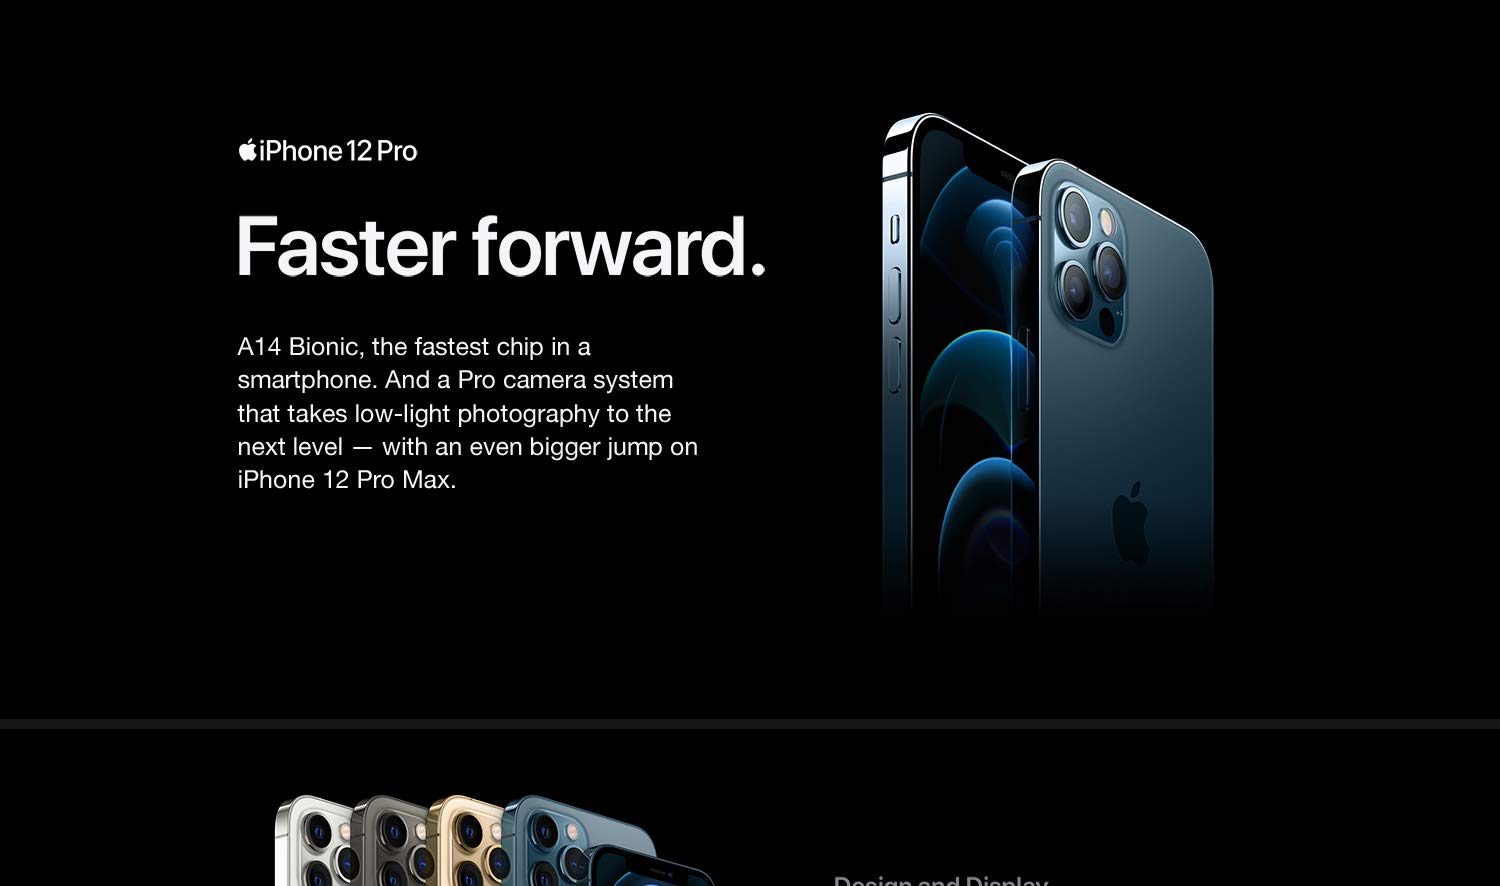 iPhone 12 Pro
Faster forward.
A14 Bionic, the fastest chip in a
smartphone. And a Pro camera system
that takes low-light photography to the
next level — with an even bigger jump on
iPhone 12 Pro Max.
Design and Display